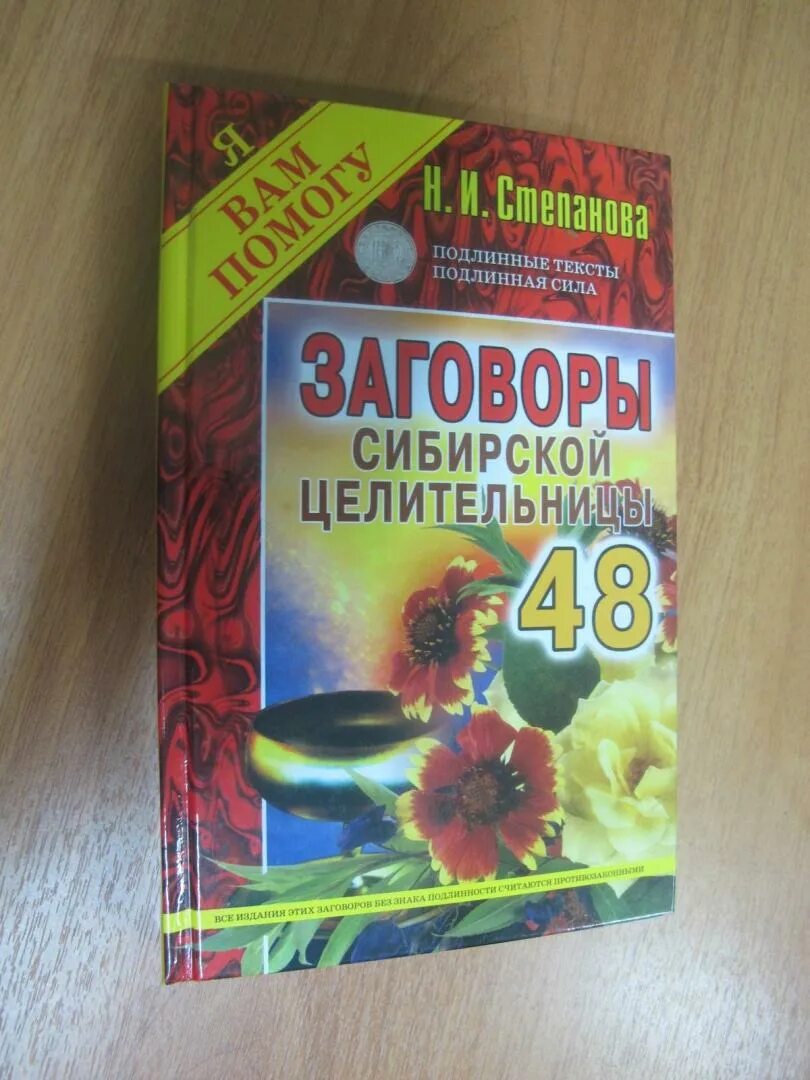 Я
ВАМ
ПОМОГУ
Н. И. Степанова
ПОДЛИННЫЕ ТЕКСТЫ
ПОДЛИННАЯ СИЛА
ЗАГОВОРЫ
СИБИРСКОЙ
ЦЕЛИТЕЛЬНИЦЫ
48
ВСЕ ИЗДАНИЯ ЭТИХ ЗАГОВОРОВ БЕЗ ЗНАКА ПОДЛИННОСТИ СЧИТАЮТСЯ ПРОТИВОЗАКОННЫМИ